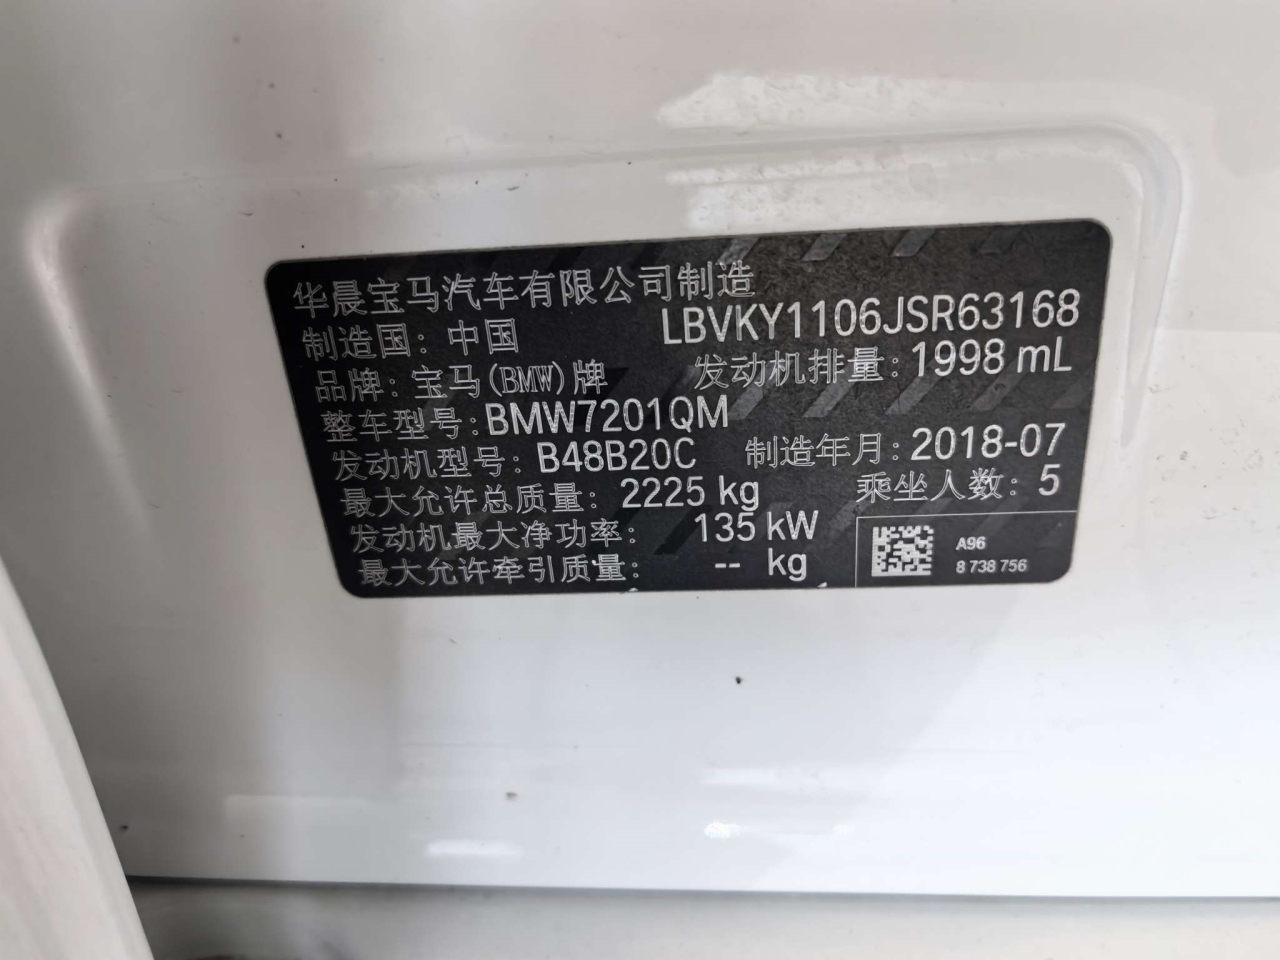 华晨宝马汽车有限公司制造
制造国：中国 LBVKY1106JSR63168
品牌：宝马(BMW)牌 发动机排量：1998 mL
整车型号：BMW7201QM
发动机型号：B48B20C 制造年月：2018-07
最大允许总质量：2225 kg 乘坐人数：5
发动机最大净功率：135 kW
最大允许牵引质量：-- kg
A96
8 738 756